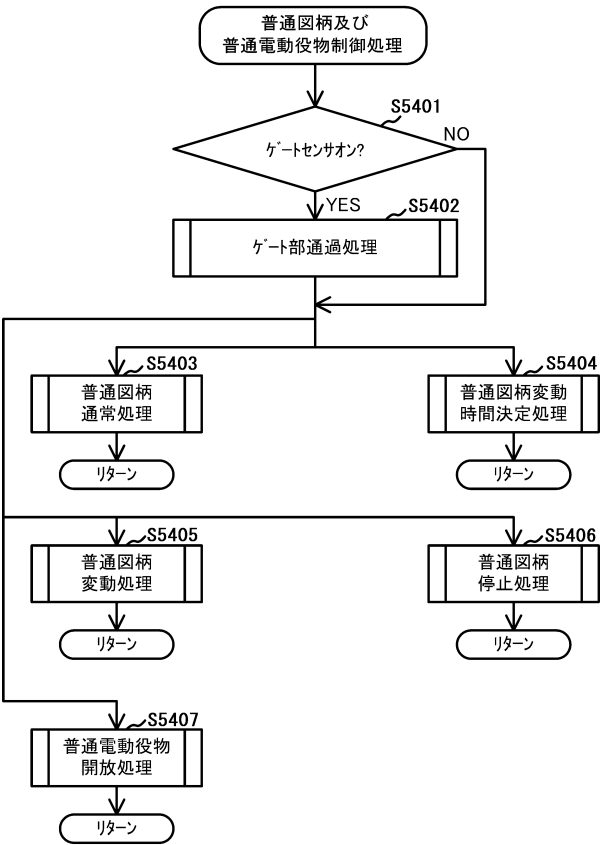 普通図柄及び
普通電動役物制御処理
S5401
ｹﾞｰﾄｾﾝｻｵﾝ?
NO
YES
S5402
ｹﾞｰﾄ部通過処理
S5403
普通図柄
通常処理
ﾘﾀｰﾝ
S5404
普通図柄変動
時間決定処理
ﾘﾀｰﾝ
S5405
普通図柄
変動処理
ﾘﾀｰﾝ
S5406
普通図柄
停止処理
ﾘﾀｰﾝ
S5407
普通電動役物
開放処理
ﾘﾀｰﾝ